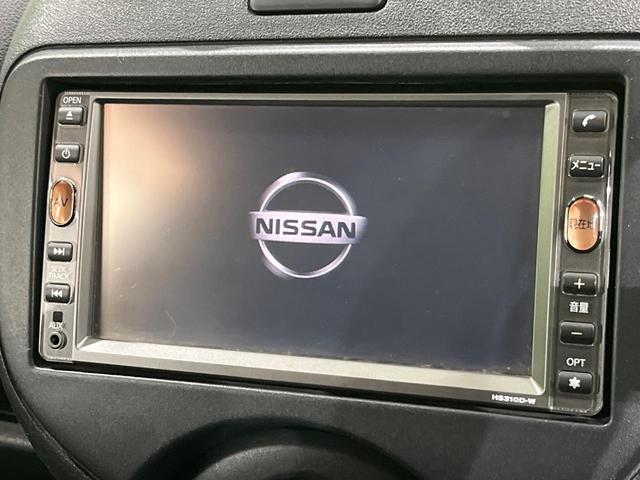 OPEN
AV
SEEK
TRACK
AUX
NISSAN
メニュー
現在地
+
音量
−
OPT
✱
HS310D-W